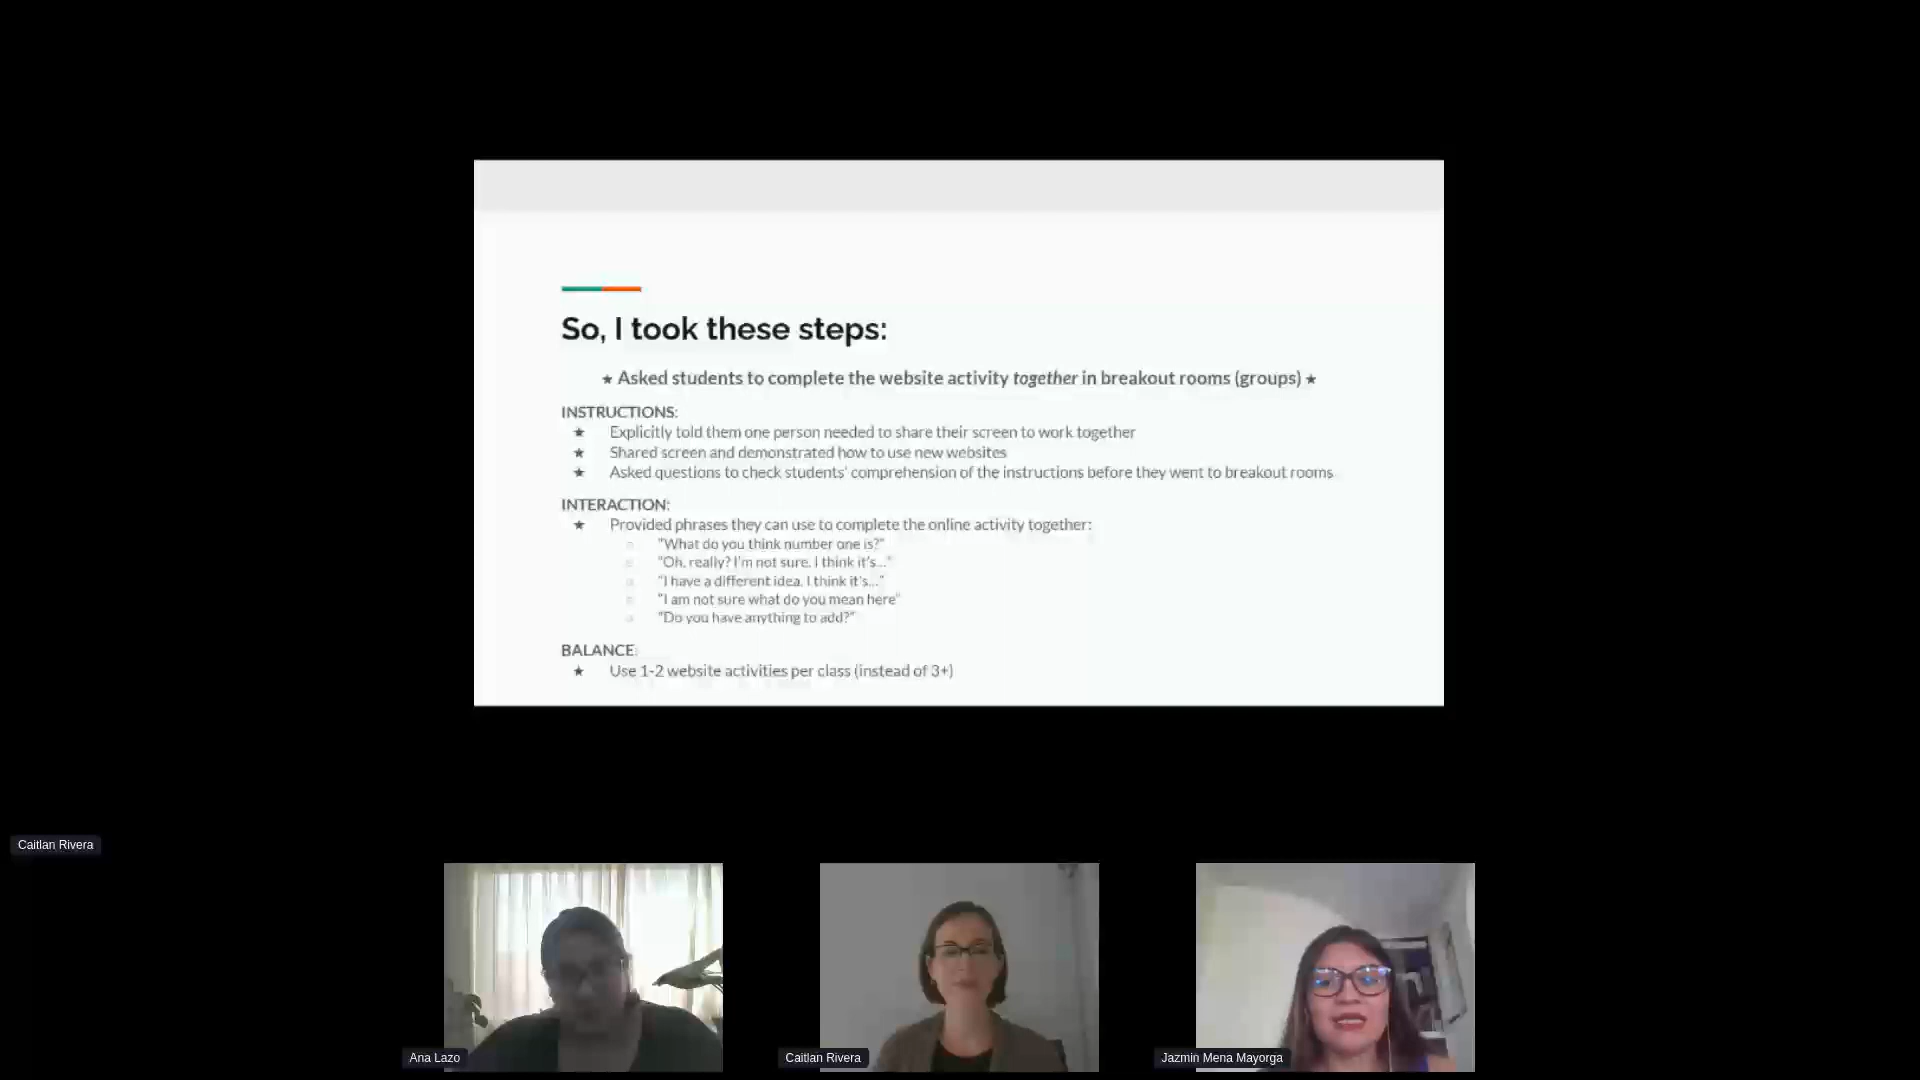 So, I took these steps:
★ Asked students to complete the website activity together in breakout rooms (groups) ★
INSTRUCTIONS:
★ Explicitly told them one person needed to share their screen to work together
★ Shared screen and demonstrated how to use new websites
★ Asked questions to check students' comprehension of the instructions before they went to breakout rooms
INTERACTION:
★ Provided phrases they can use to complete the online activity together:
○ "What do you think number one is?"
○ "Oh, really? I'm not sure. I think it's..."
○ "I have a different idea. I think it's..."
○ "I am not sure what do you mean here"
○ "Do you have anything to add?"
BALANCE:
★ Use 1-2 website activities per class (instead of 3+)
Caitlan Rivera
Ana Lazo
Caitlan Rivera
Jazmin Mena Mayorga